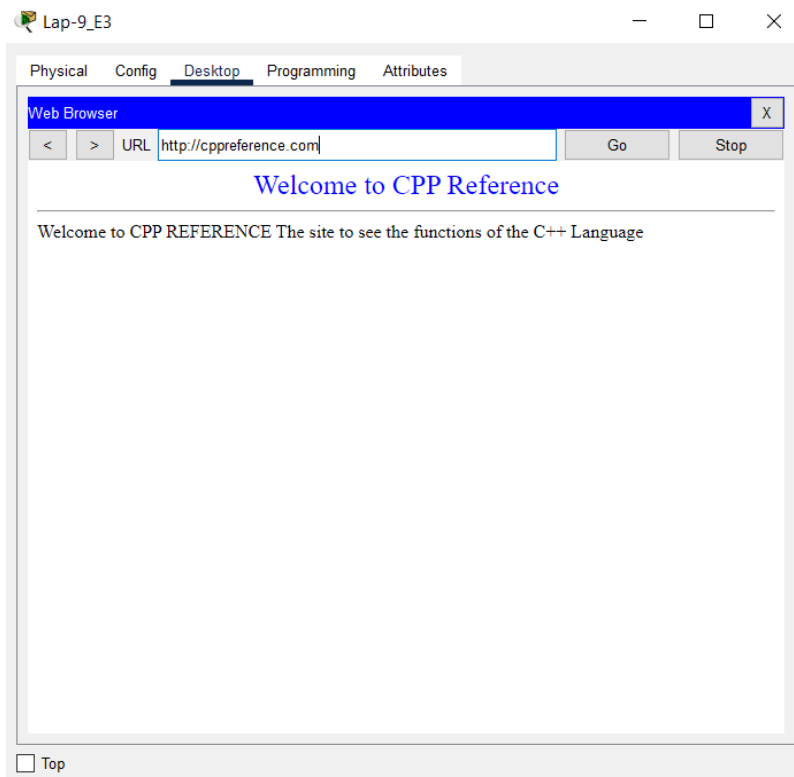 Lap-9_E3
Physical Config Desktop Programming Attributes
Web Browser X
< > URL http://cppreference.com Go Stop
Welcome to CPP Reference
Welcome to CPP REFERENCE The site to see the functions of the C++ Language
Top